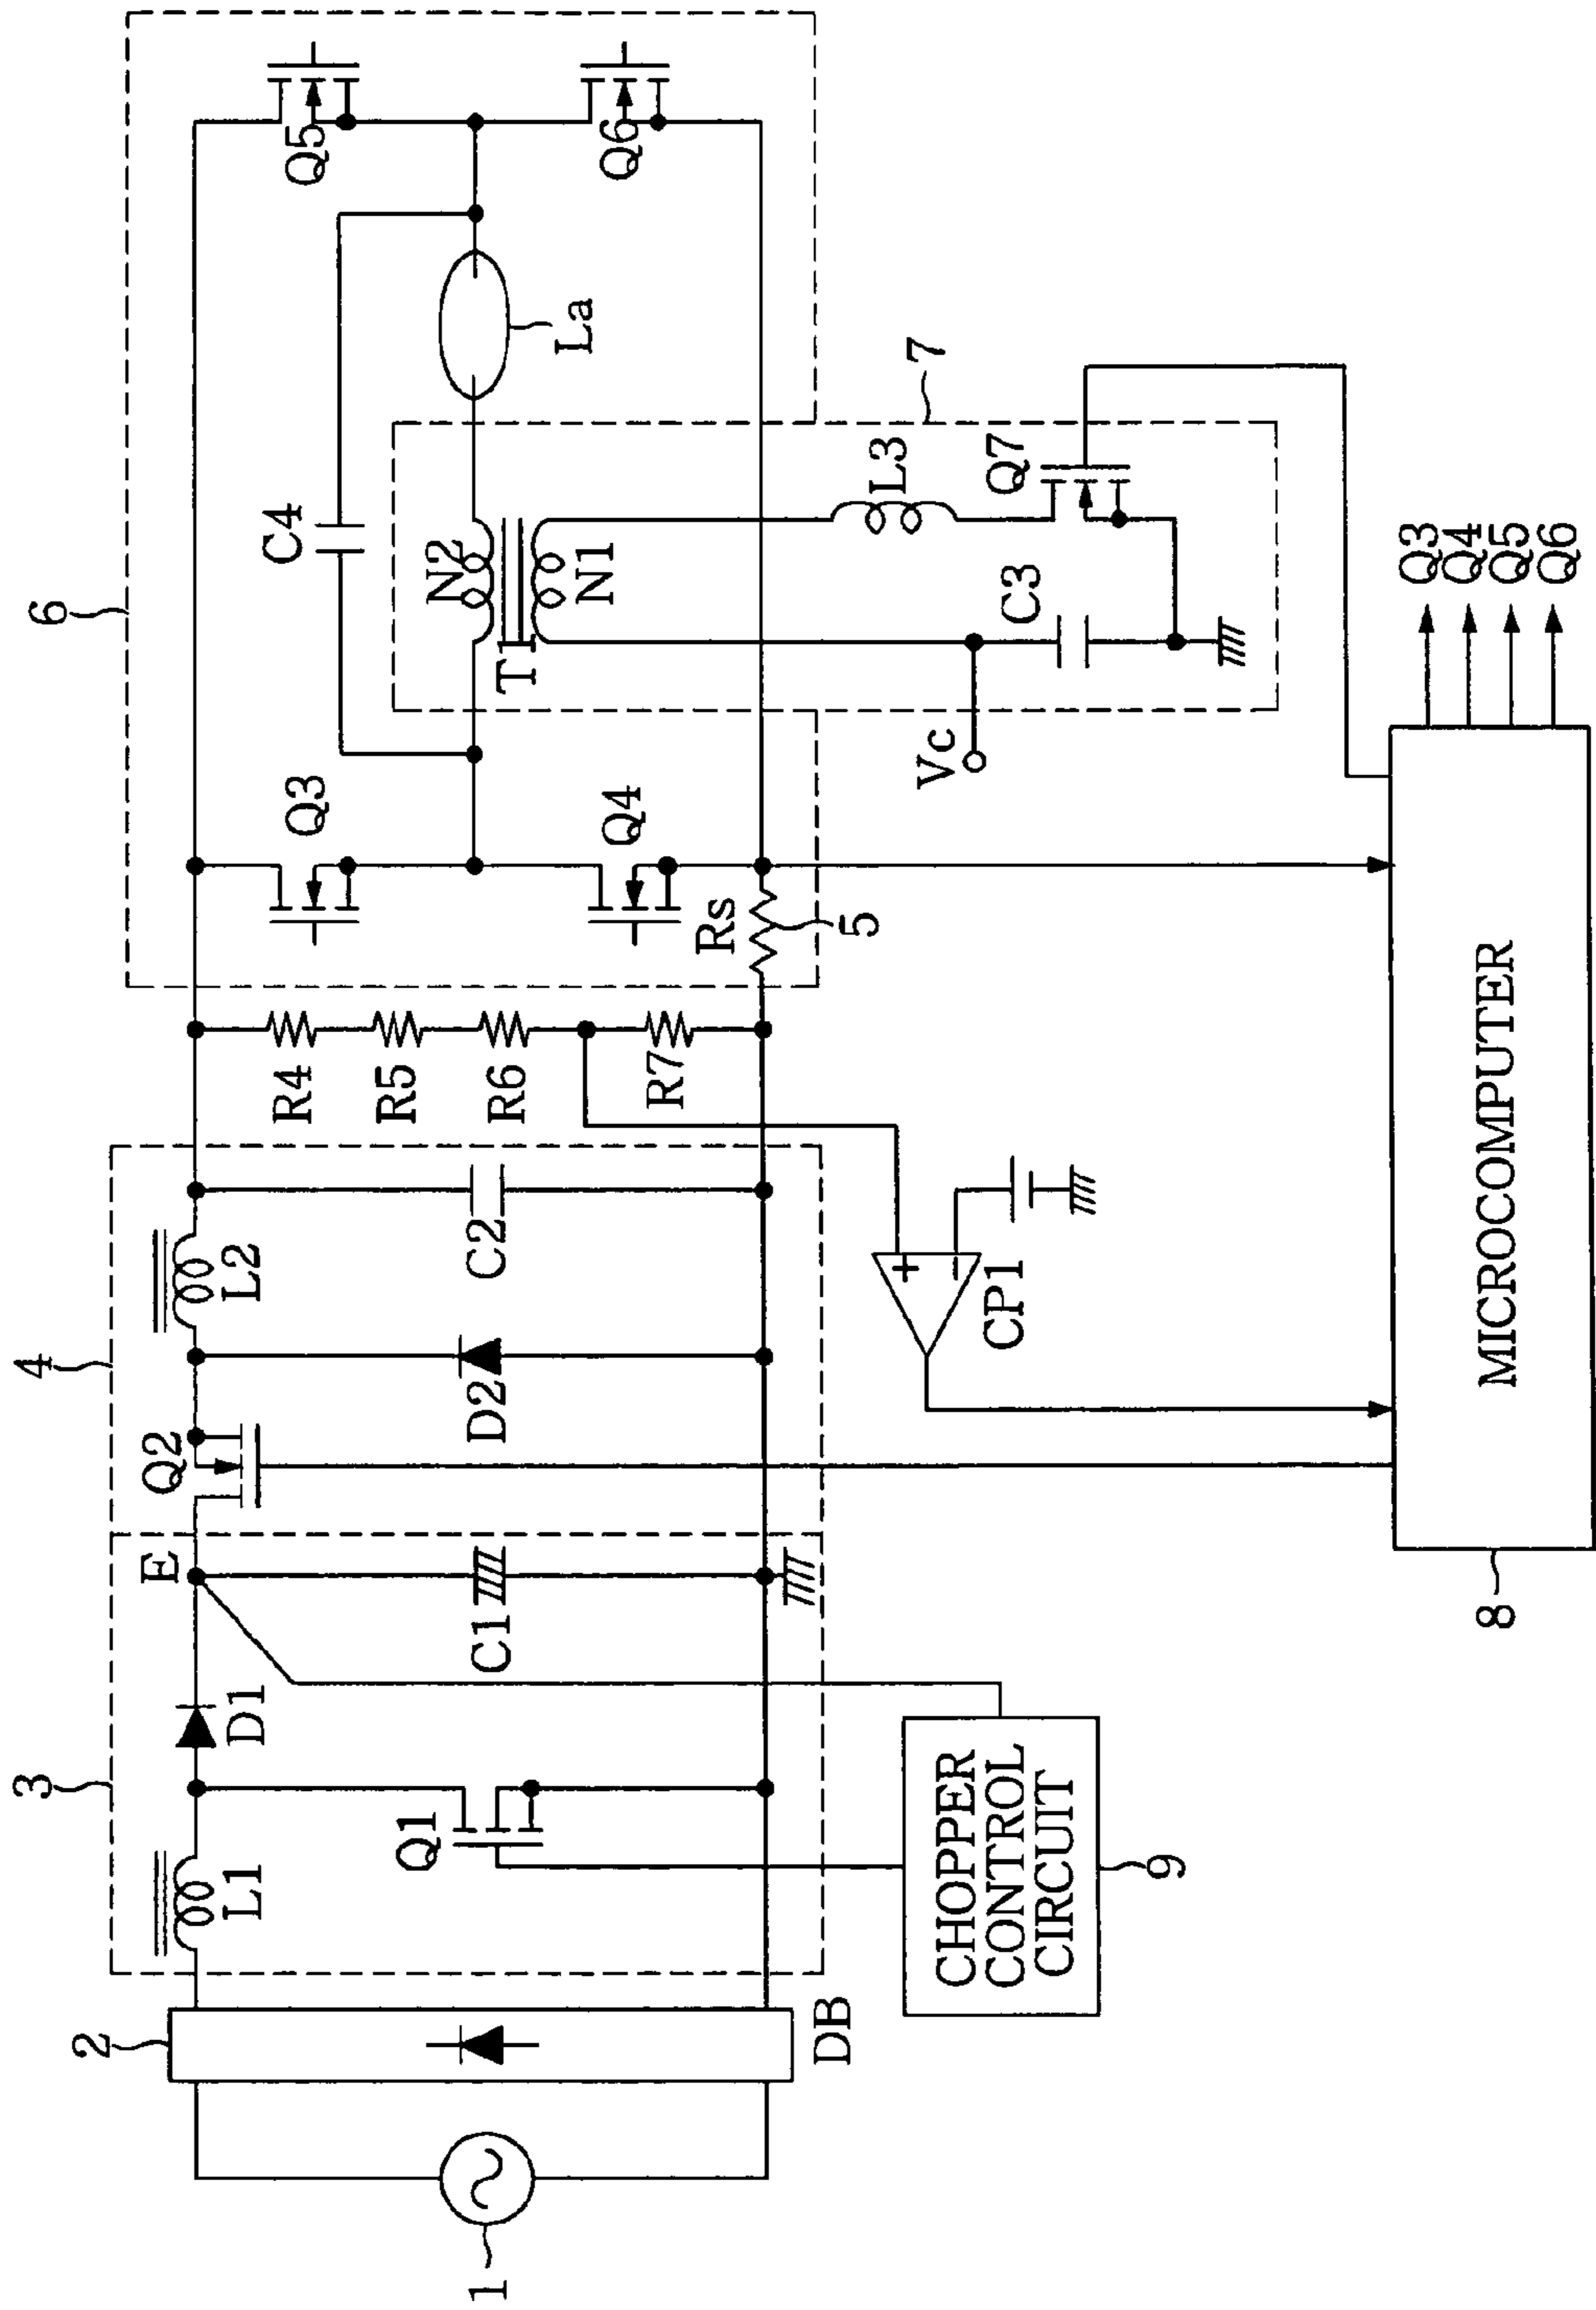 3
4
6
E
Q2
L1
D1
L2
C4
Q3
Q5
2
Q1
C1
D2
C2
R4
R5
R6
R7
N2
T1
N1
La
Q4
Q6
1
DB
Rs
5
7
Vc
C3
L3
Q7
CHOPPER
CONTROL
CIRCUIT
9
CP1
+
−
MICROCOMPUTER
8
Q3
Q4
Q5
Q6